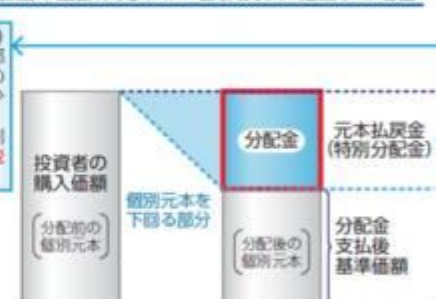 投資者の
購入価額
分配前の
個別元本
個別元本を
下回る部分
分配金
元本払戻金
(特別分配金)
分配後の
個別元本
分配金
支払後
基準価額